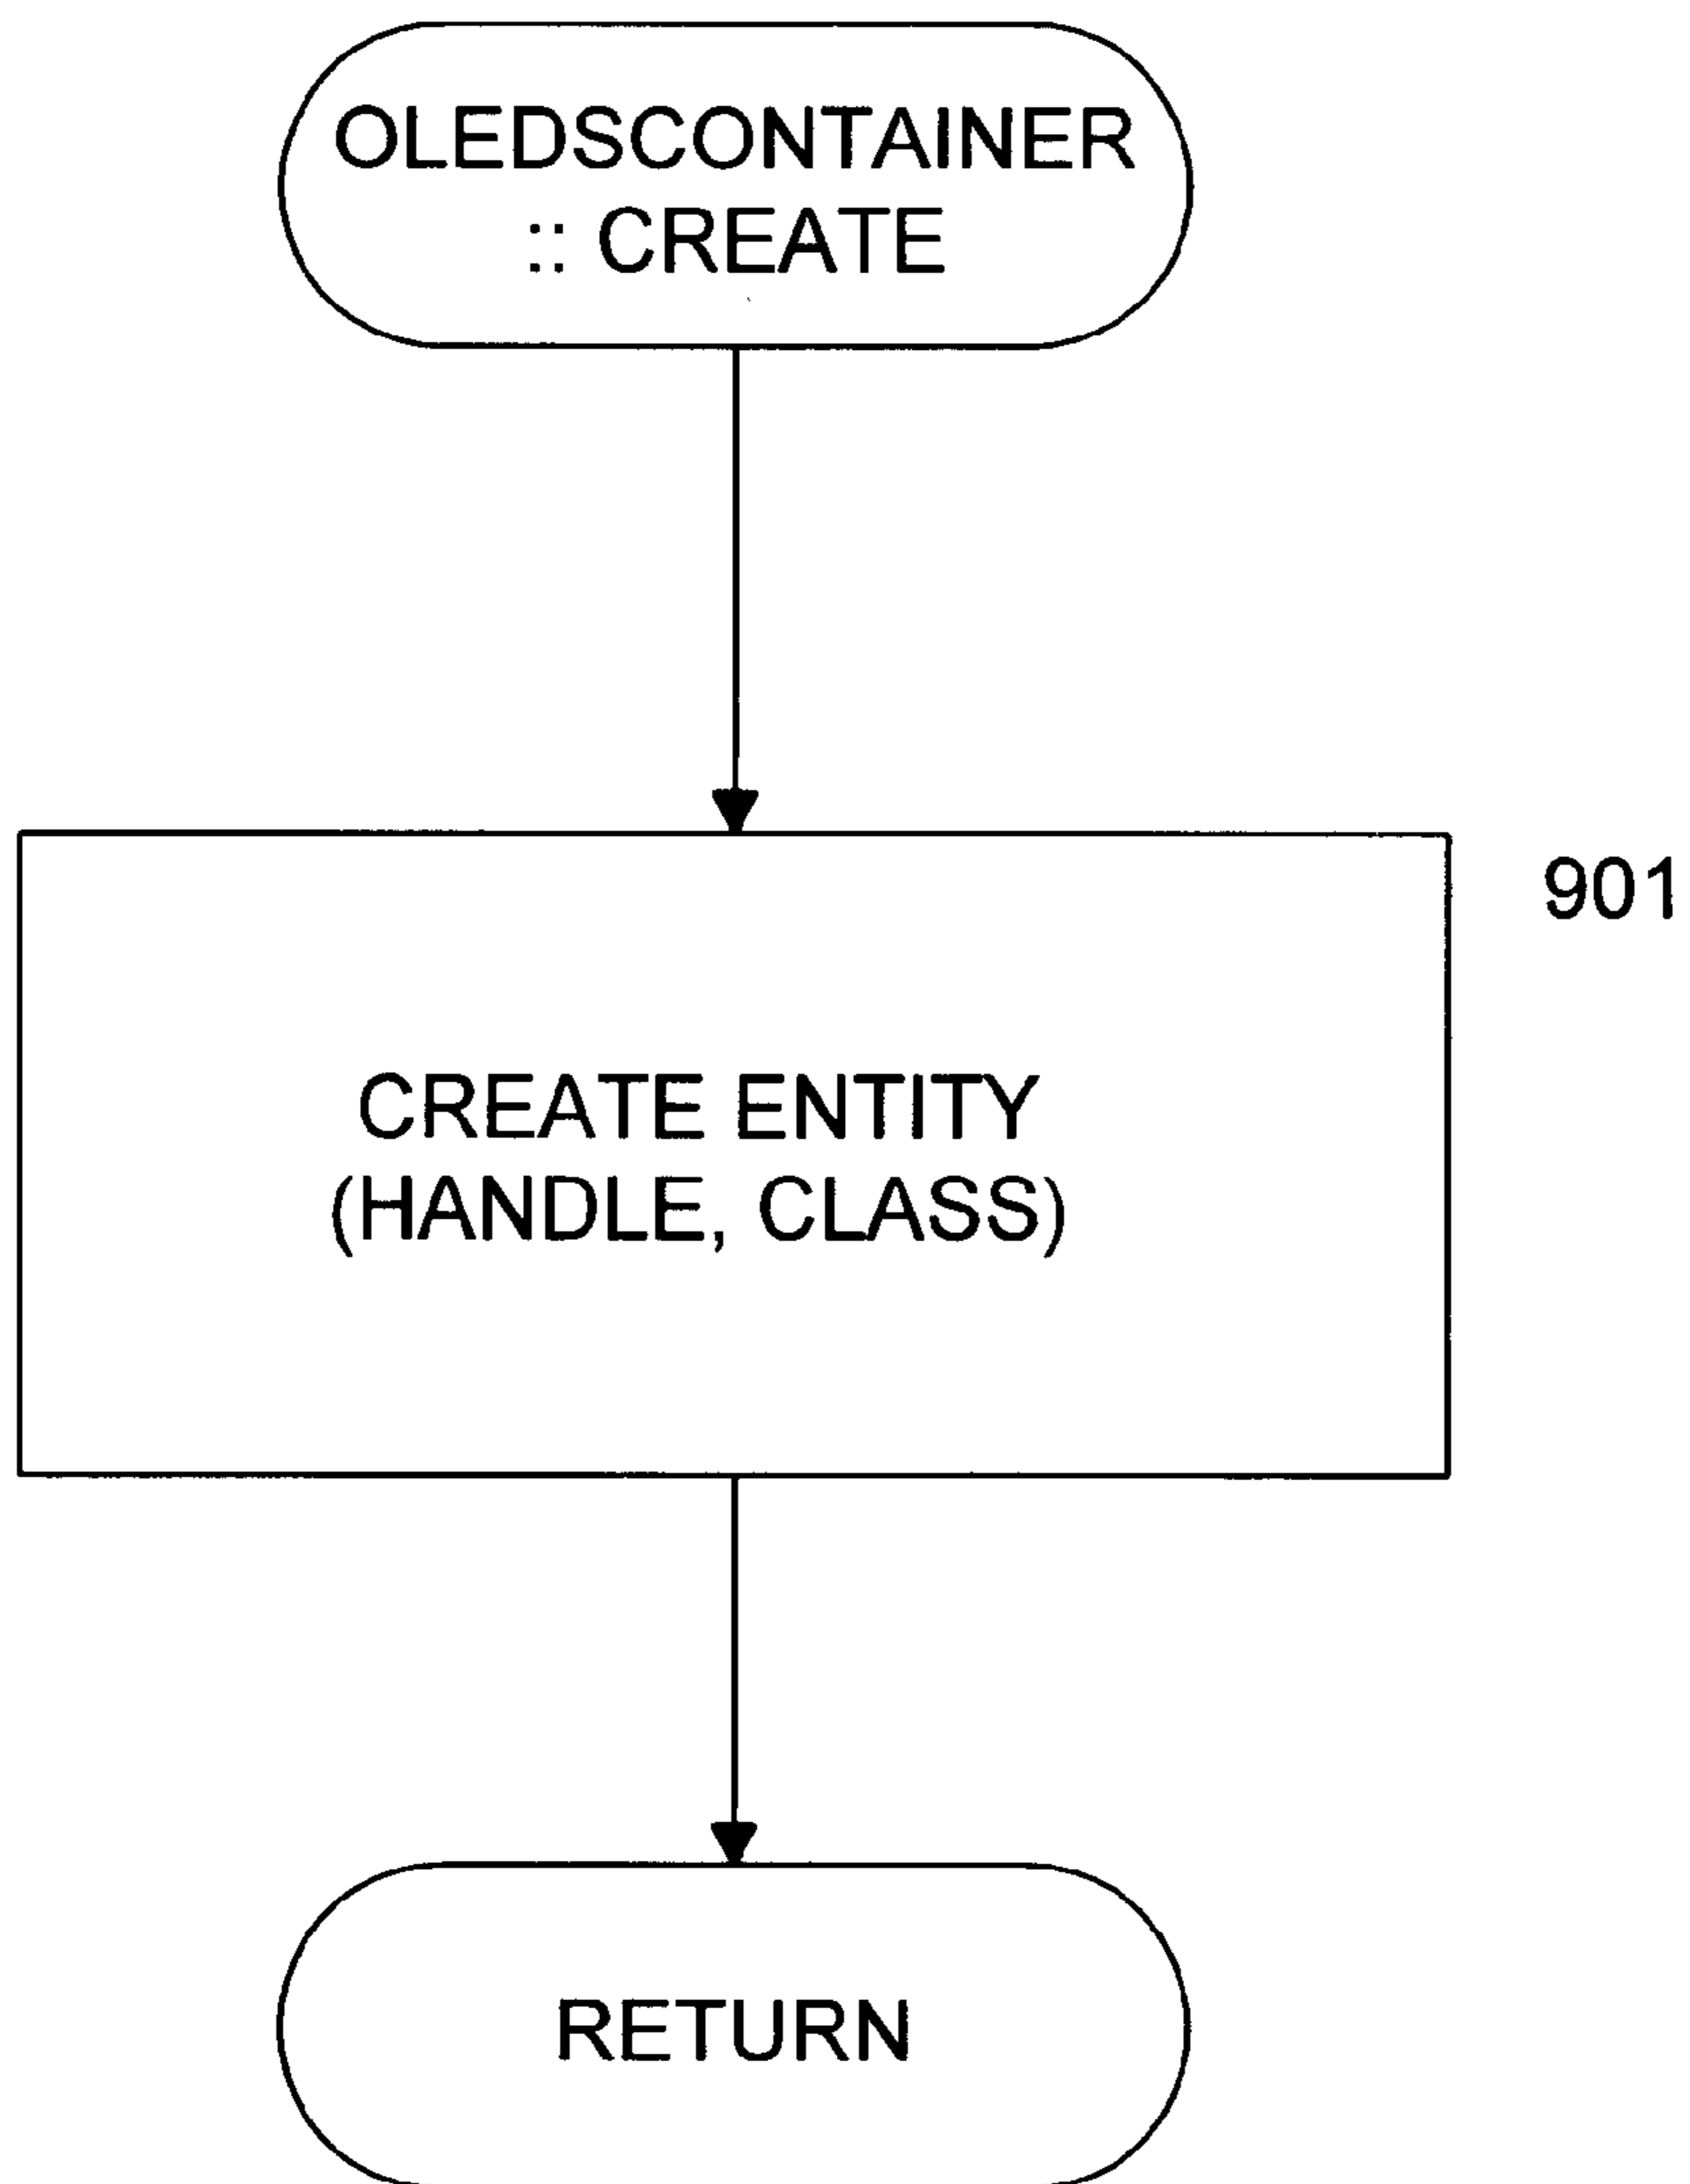 OLEDSCONTAINER
:: CREATE
901
CREATE ENTITY
(HANDLE, CLASS)
RETURN